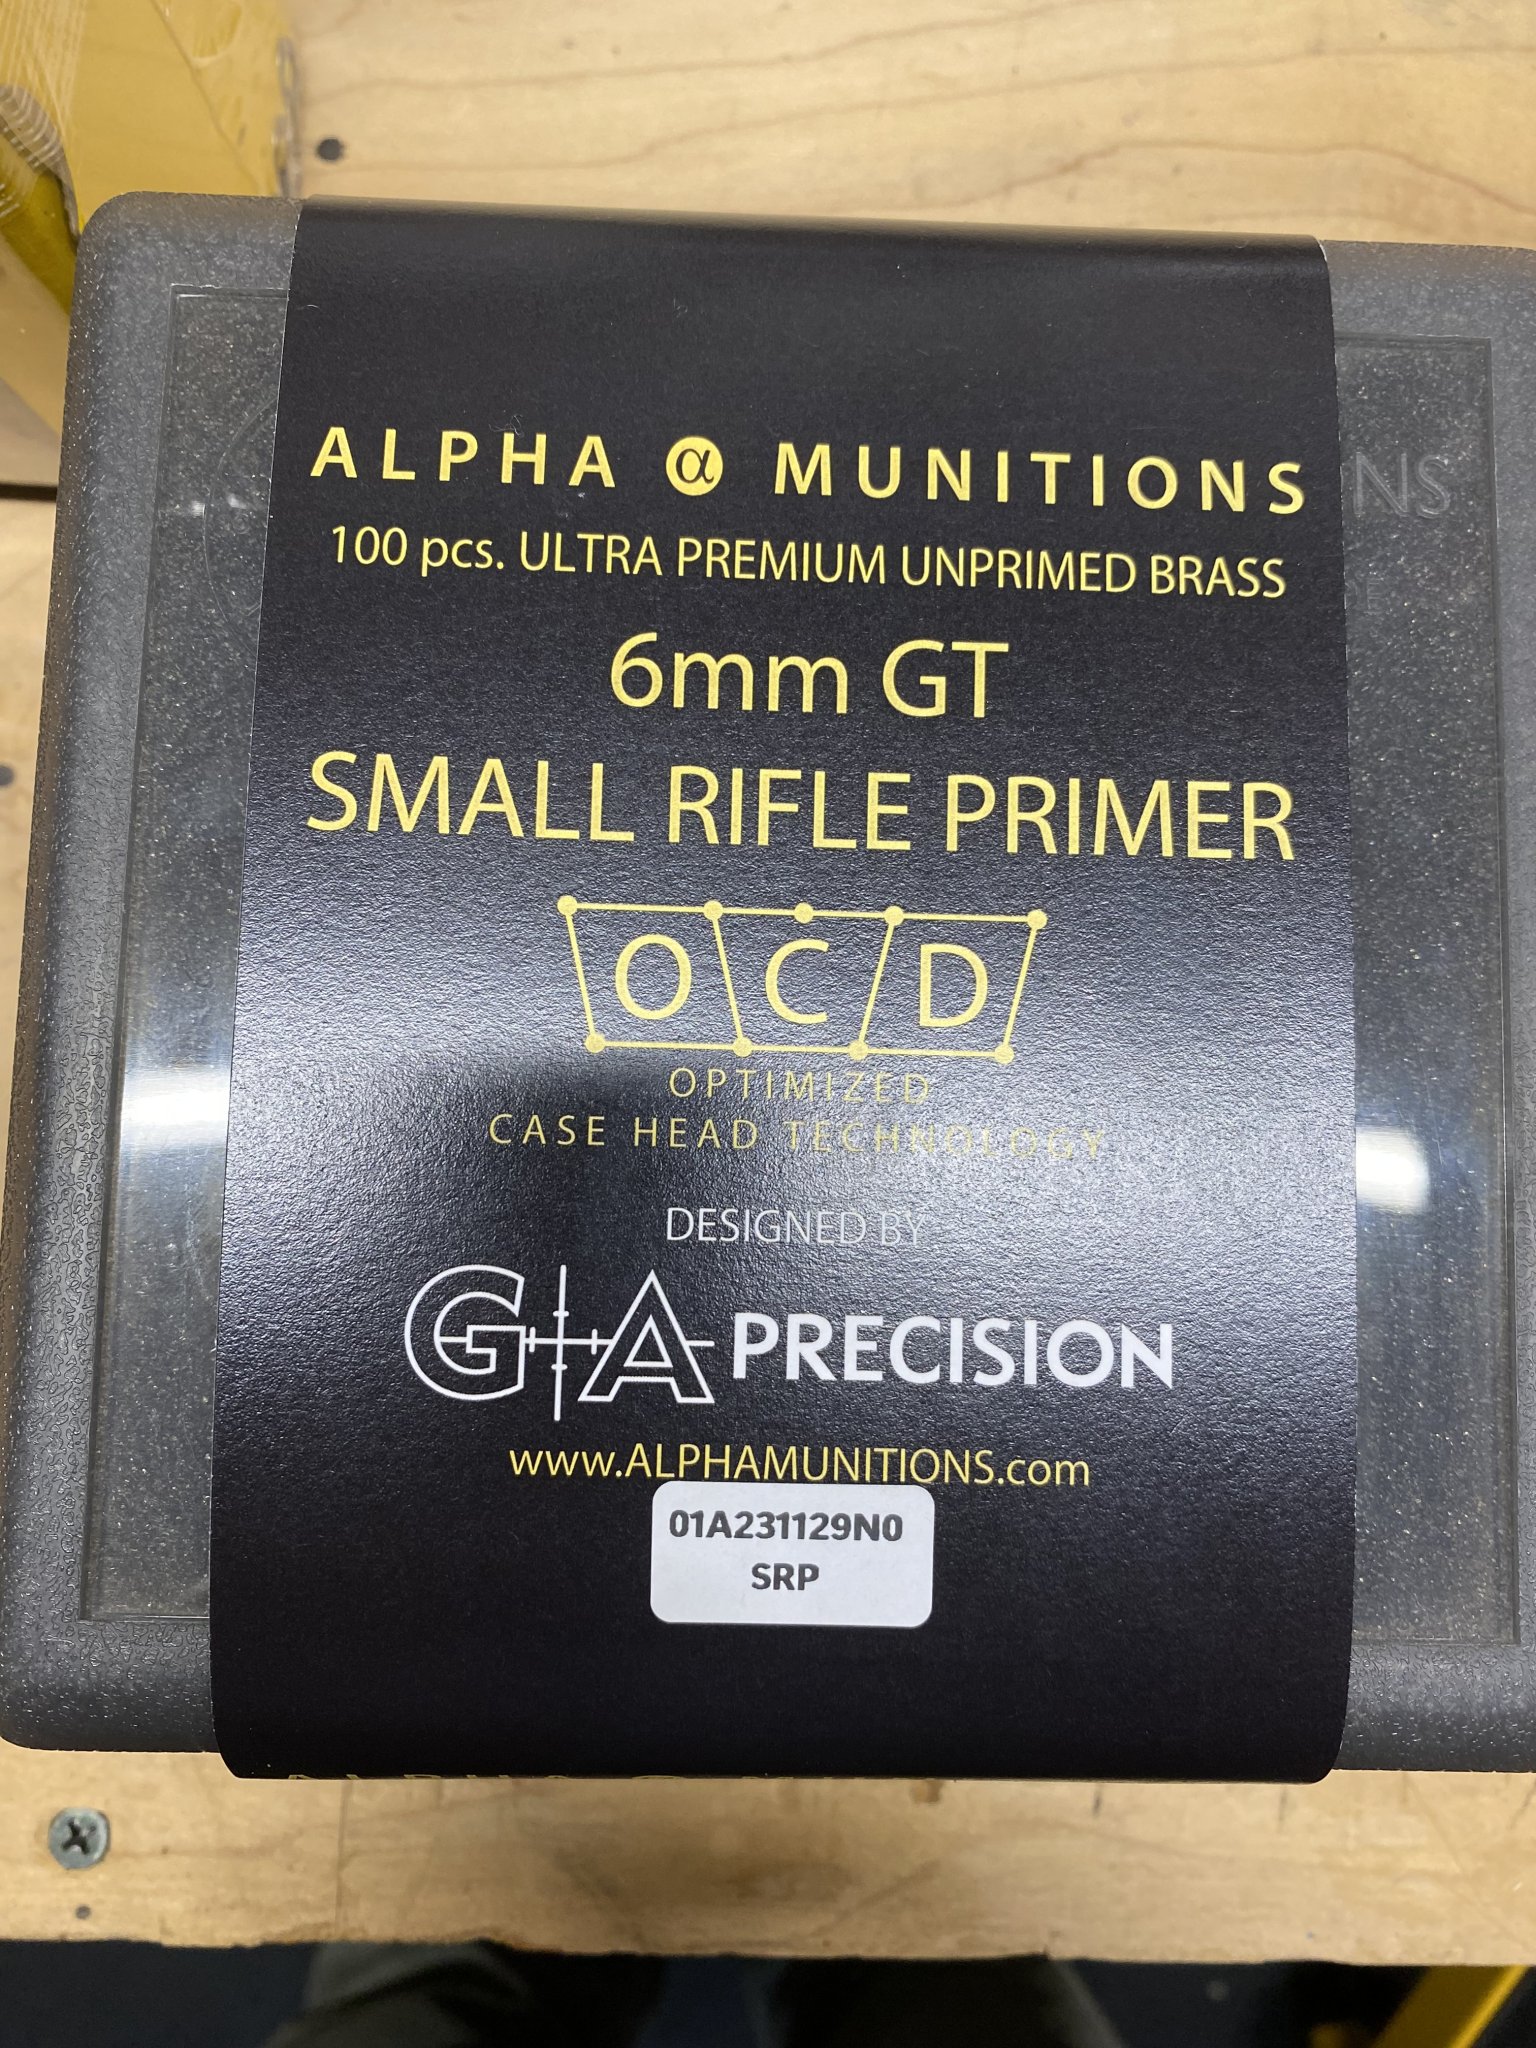 ALPHA α MUNITIONS
100 pcs. ULTRA PREMIUM UNPRIMED BRASS
6mm GT
SMALL RIFLE PRIMER
OCD
OPTIMIZED
CASE HEAD TECHNOLOGY
DESIGNED BY
GA PRECISION
www.ALPHAMUNITIONS.com
01A231129N0
SRP